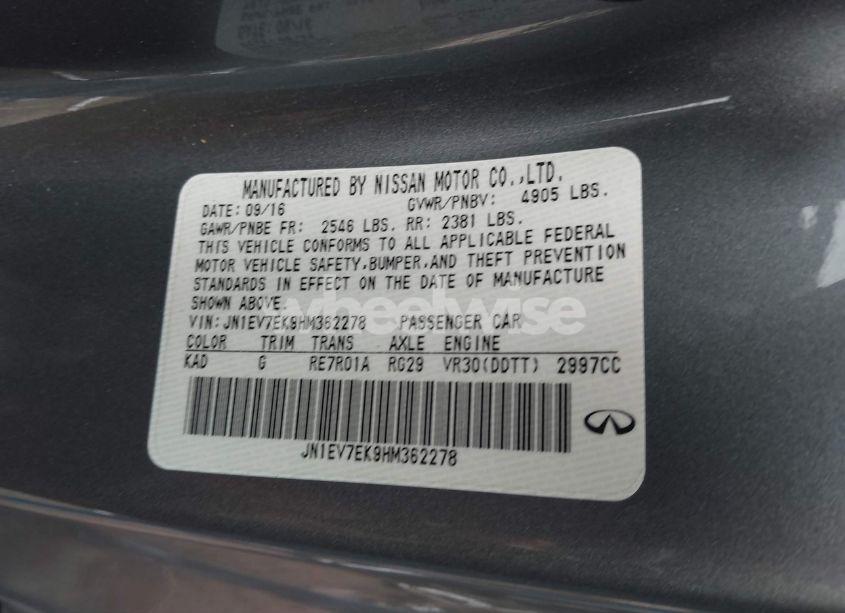 MANUFACTURED BY NISSAN MOTOR CO.,LTD.
DATE: 09/16 GVWR/PNBV: 4905 LBS.
GAWR/PNBE FR: 2546 LBS. RR: 2381 LBS.
THIS VEHICLE CONFORMS TO ALL APPLICABLE FEDERAL
MOTOR VEHICLE SAFETY,BUMPER,AND THEFT PREVENTION
STANDARDS IN EFFECT ON THE DATE OF MANUFACTURE
SHOWN ABOVE.
wheelwise
VIN:JN1EV7EK9HM362278 PASSENGER CAR
COLOR TRIM TRANS AXLE ENGINE
KAD G RE7R01A RG29 VR30(DDTT) 2997CC
JN1EV7EK9HM362278